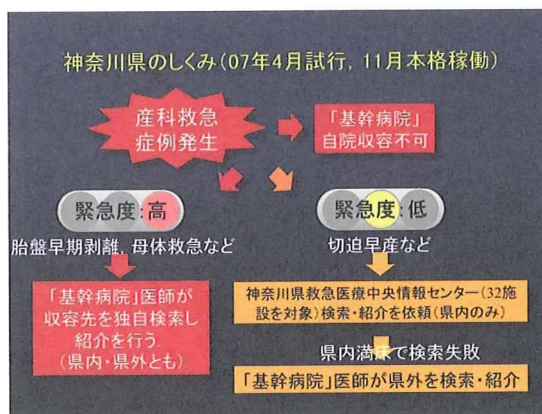 神奈川県のしくみ(07年4月試行, 11月本格稼働)
産科救急
症例発生
「基幹病院」
自院収容不可
緊急度:高
緊急度:低
胎盤早期剥離, 母体救急など
切迫早産など
「基幹病院」医師が
収容先を独自検索し
紹介を行う.
(県内・県外とも)
神奈川県救急医療中央情報センター(32施
設を対象)検索・紹介を依頼(県内のみ)
県内満床で検索失敗
「基幹病院」医師が県外を検索・紹介